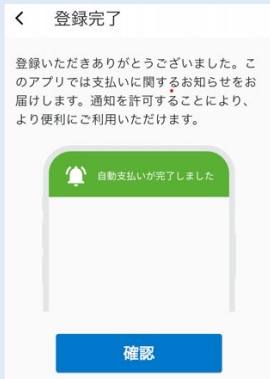 登録完了
登録いただきありがとうございました。こ
のアプリでは支払いに関するお知らせをお
届けします。通知を許可することにより、
より便利にご利用いただけます。
自動支払いが完了しました
確認